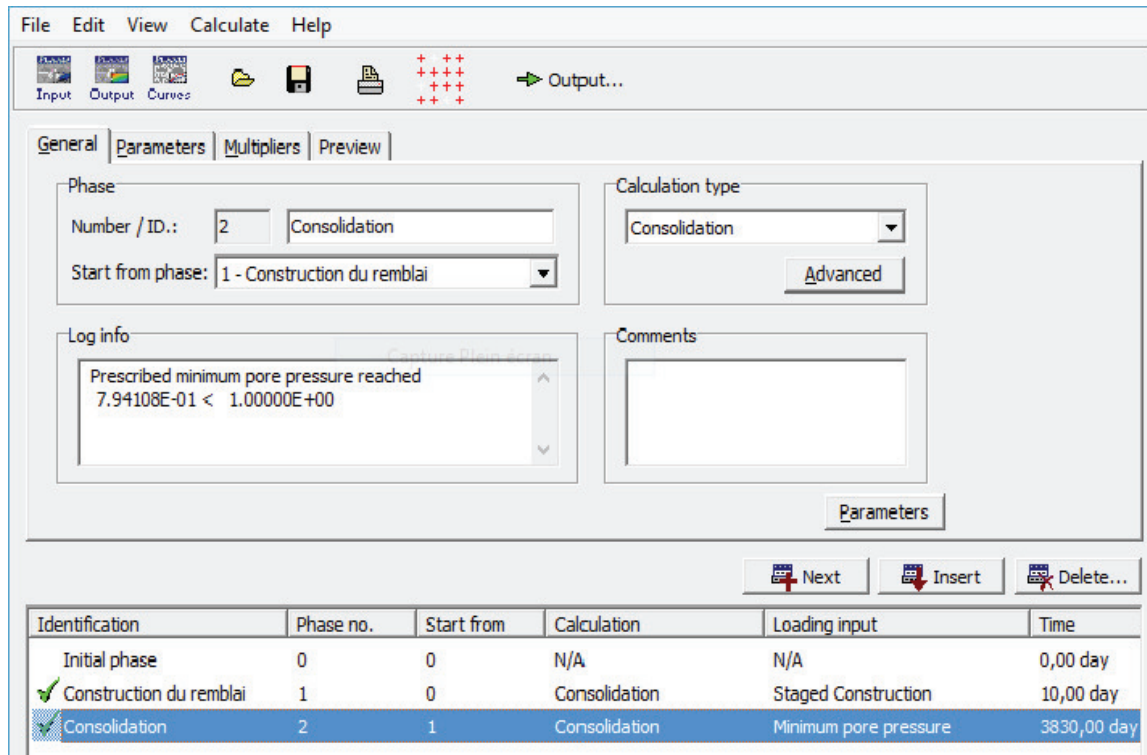 File Edit View Calculate Help
Input Output Curves Output...
General Parameters Multipliers Preview
Phase
Number / ID.: 2 Consolidation
Start from phase: 1 - Construction du remblai
Calculation type
Consolidation
Advanced
Log info
Capture Plein écran
Prescribed minimum pore pressure reached
7.94108E-01 < 1.00000E+00
Comments
Parameters
Next Insert Delete...
Identification Phase no. Start from Calculation Loading input Time
Initial phase 0 0 N/A N/A 0,00 day
Construction du remblai 1 0 Consolidation Staged Construction 10,00 day
Consolidation 2 1 Consolidation Minimum pore pressure 3830,00 day